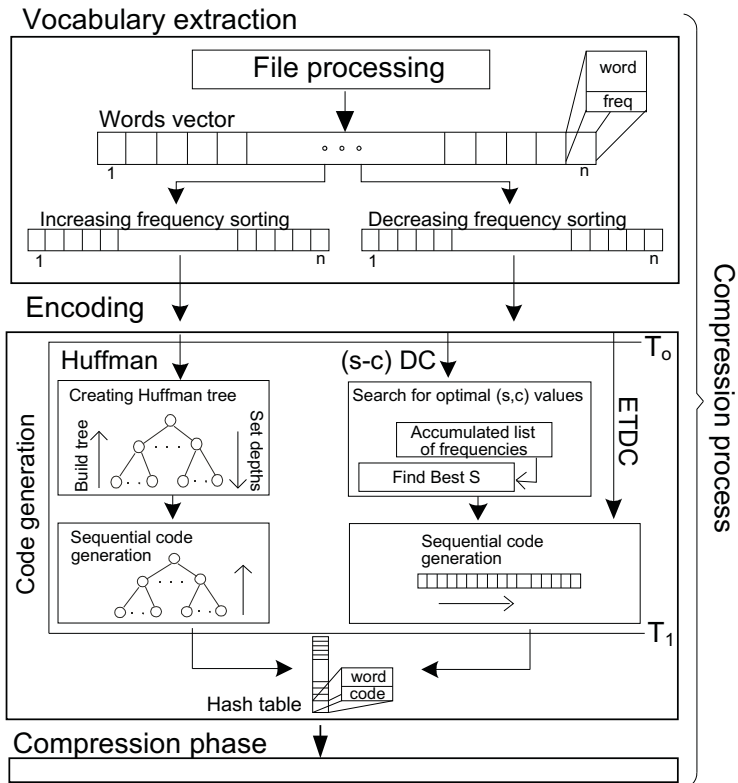 Vocabulary extraction
File processing
word
freq
Words vector
1
n
Increasing frequency sorting
1
n
Decreasing frequency sorting
1
n
Encoding
Compression process
To
Huffman
(s-c) DC
ETDC
Code generation
Creating Huffman tree
Build tree
Set depths
Search for optimal (s,c) values
Accumulated list
of frequencies
Find Best S
Sequential code
generation
Sequential code
generation
T1
Hash table
word
code
Compression phase